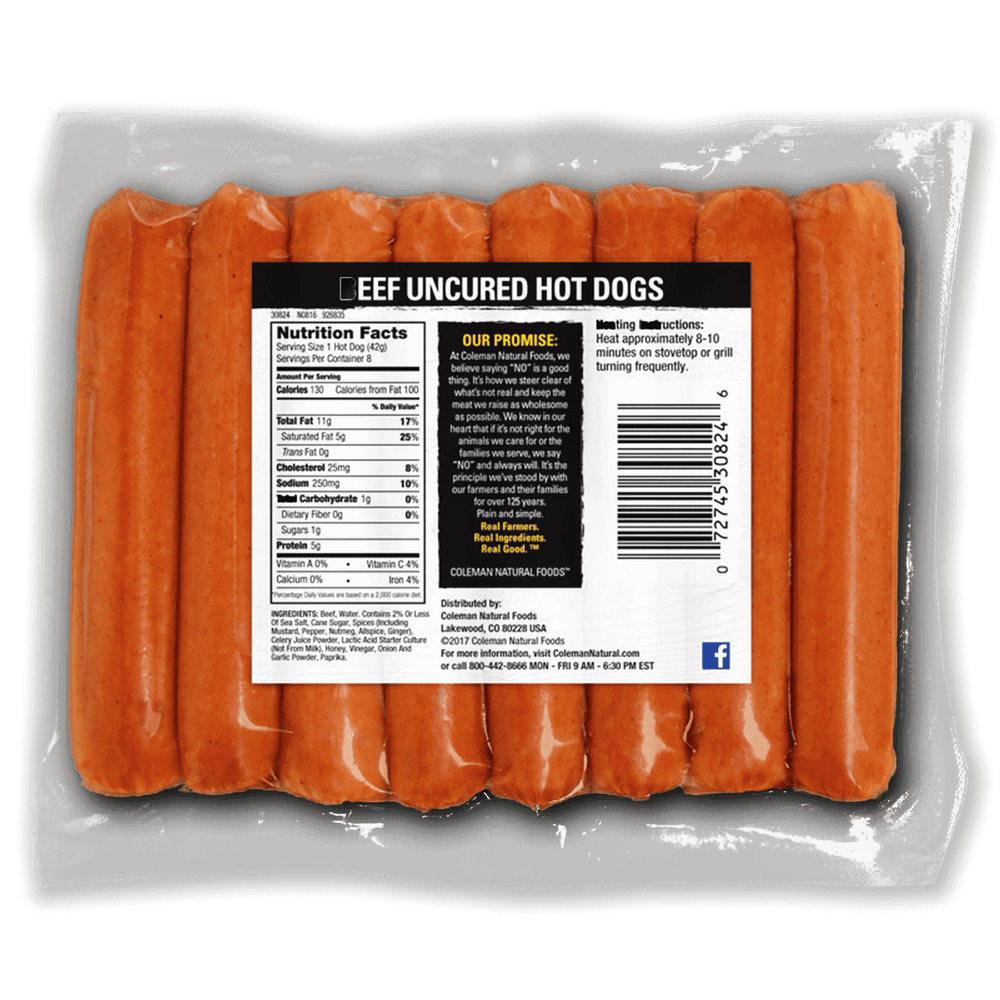 BEEF UNCURED HOT DOGS
30824 N0816 926835
Nutrition Facts
Serving Size 1 Hot Dog (42g)
Servings Per Container 8
Amount Per Serving
Calories 130 Calories from Fat 100
% Daily Value*
Total Fat 11g 17%
Saturated Fat 5g 25%
Trans Fat 0g
Cholesterol 25mg 8%
Sodium 250mg 10%
Total Carbohydrate 1g 0%
Dietary Fiber 0g 0%
Sugars 1g
Protein 5g
Vitamin A 0% • Vitamin C 4%
Calcium 0% • Iron 4%
*Percentage Daily Values are based on a 2,000 calorie diet.
INGREDIENTS: Beef, Water. Contains 2% Or Less
Of Sea Salt, Cane Sugar, Spices (Including
Mustard, Pepper, Nutmeg, Allspice, Ginger),
Celery Juice Powder, Lactic Acid Starter Culture
(Not From Milk), Honey, Vinegar, Onion And
Garlic Powder, Paprika.
OUR PROMISE:
At Coleman Natural Foods, we
believe saying "NO" is a good
thing. It's how we steer clear of
what's not real and keep the
meat we raise as wholesome
as possible. We know in our
heart that if it's not right for the
animals we care for or the
families we serve, we say
"NO" and always will. It's the
principle we've stood by with
our farmers and their families
for over 125 years.
Plain and simple.
Real Farmers.
Real Ingredients.
Real Good. ™
COLEMAN NATURAL FOODS™
Distributed by:
Coleman Natural Foods
Lakewood, CO 80228 USA
©2017 Coleman Natural Foods
For more information, visit ColemanNatural.com
or call 800-442-8666 MON - FRI 9 AM - 6:30 PM EST
Heating Instructions:
Heat approximately 8-10
minutes on stovetop or grill
turning frequently.
0 72745 30824 6
f